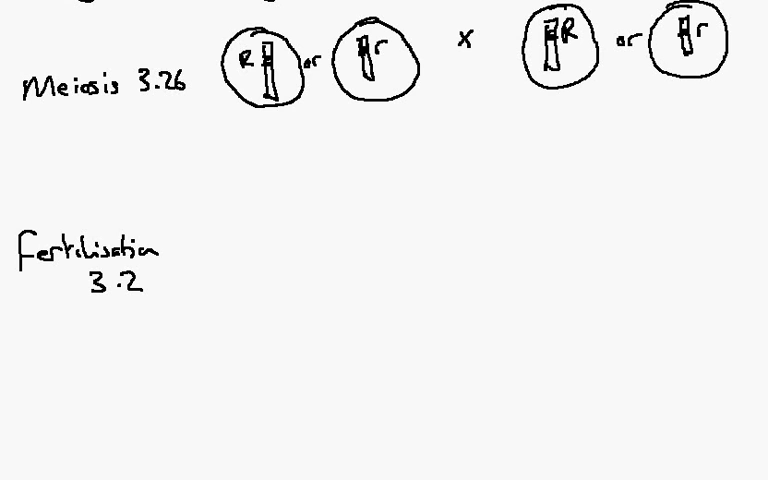 R or r x R or r
Meiosis 3.26
Fertilisation
3.2